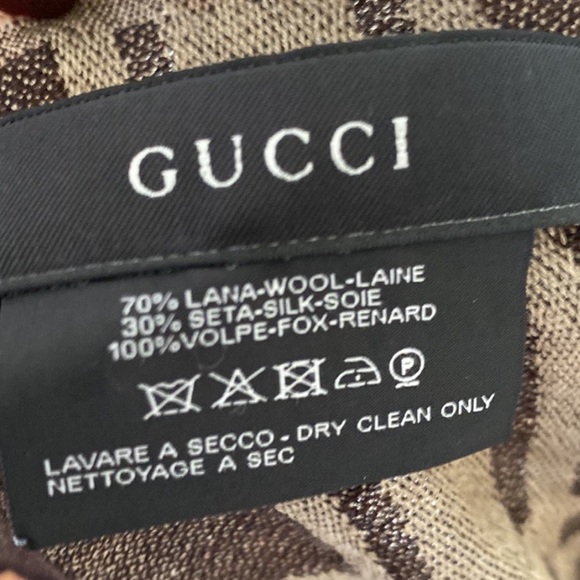 GUCCI
70% LANA-WOOL-LAINE
30% SETA-SILK-SOIE
100%VOLPE-FOX-RENARD
P
LAVARE A SECCO - DRY CLEAN ONLY
NETTOYAGE A SEC